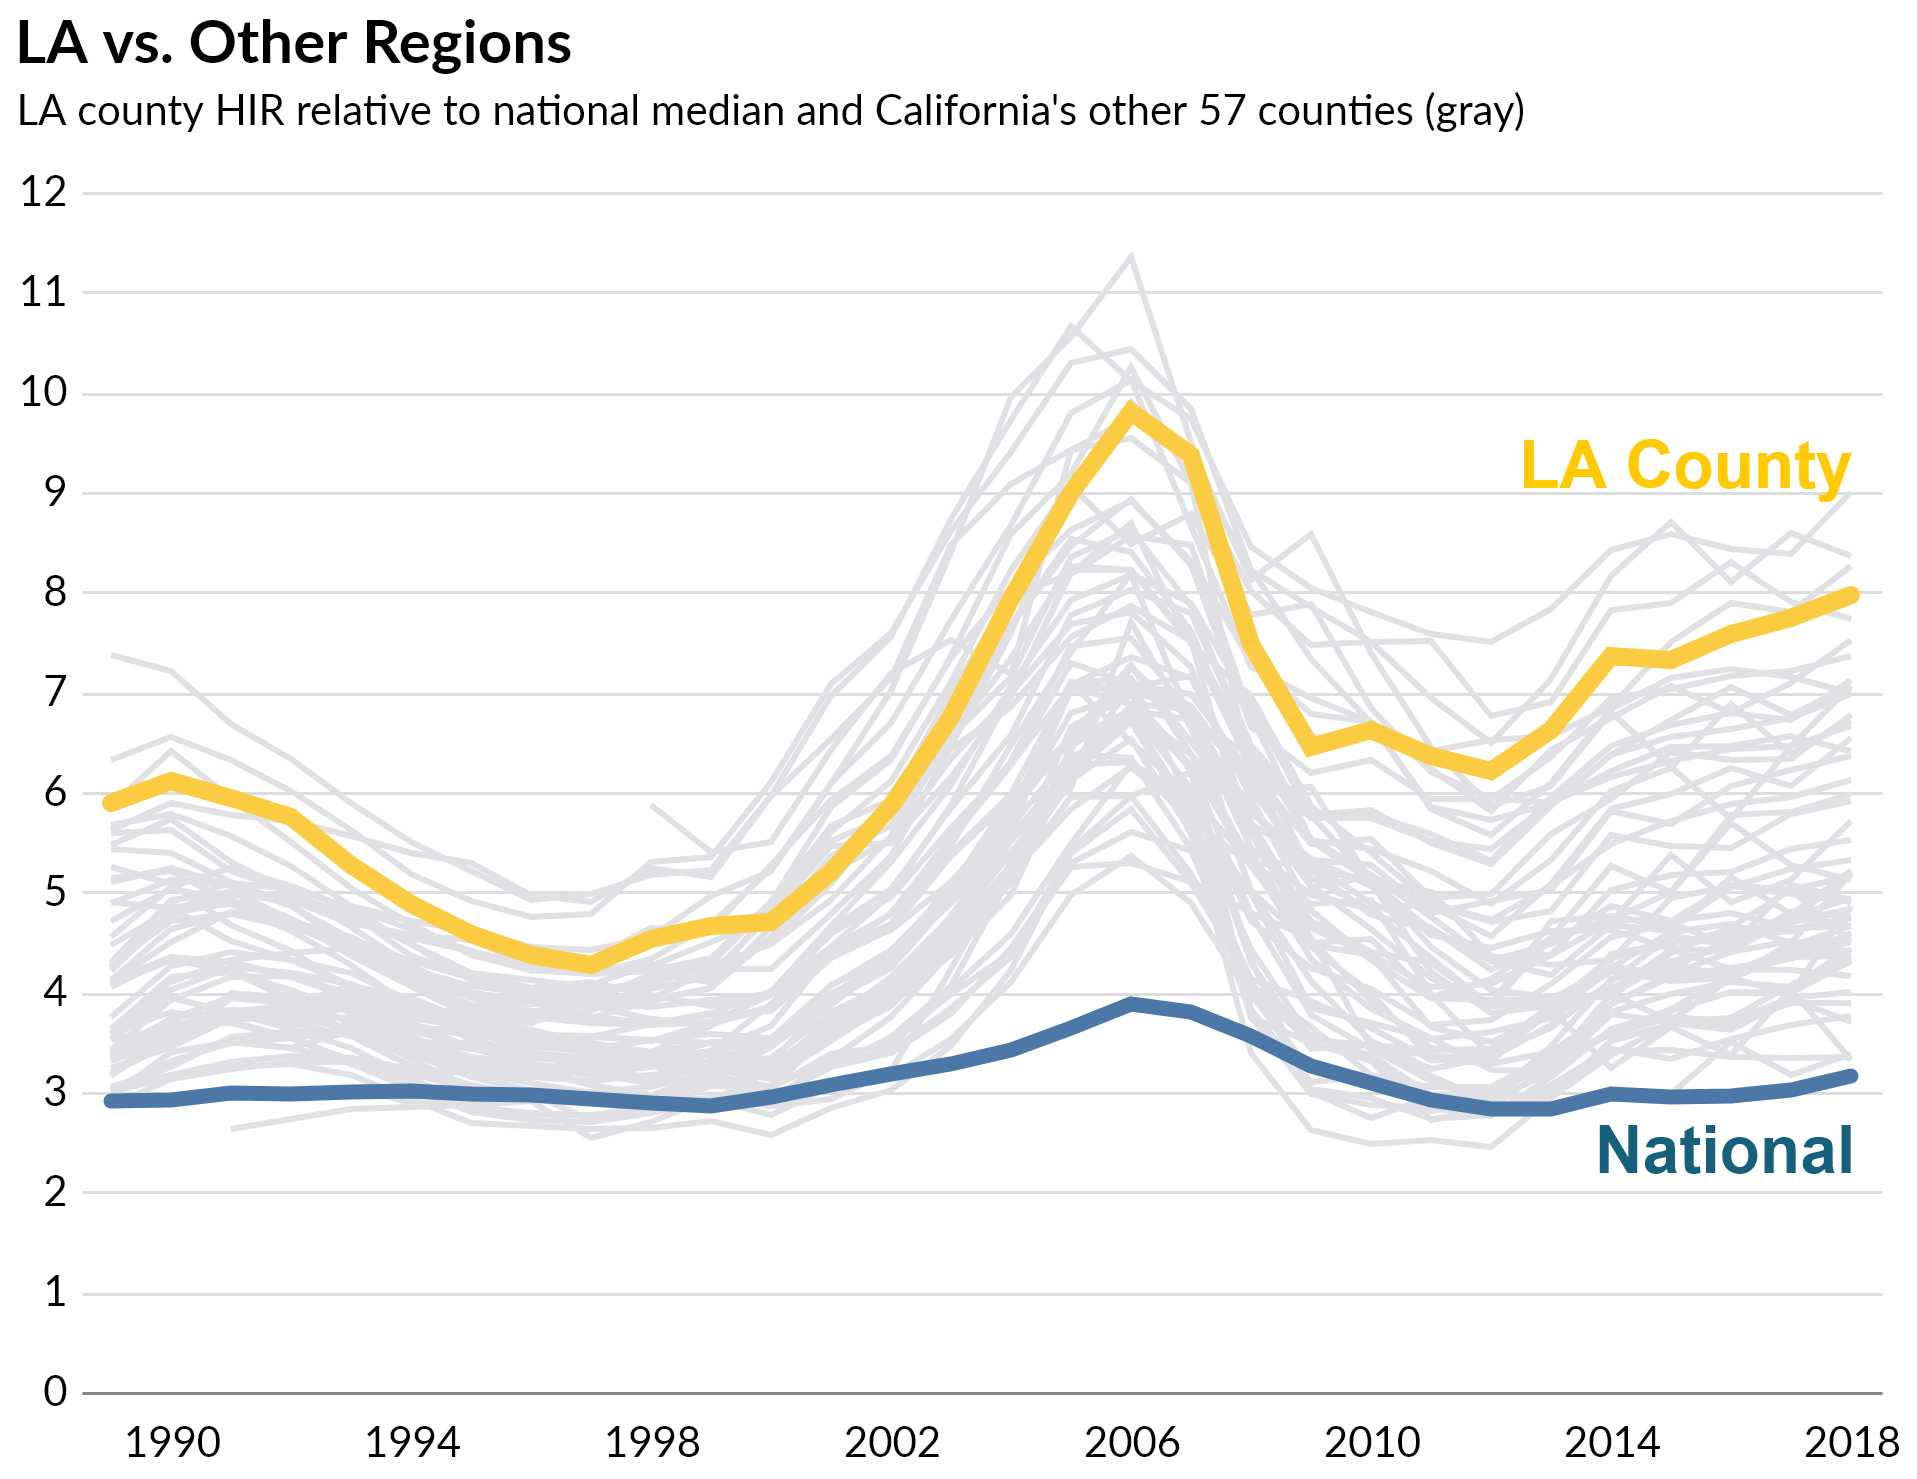 LA vs. Other Regions
LA county HIR relative to national median and California's other 57 counties (gray)
12
11
10
9
8
7
6
5
4
3
2
1
0
LA County
National
1990 1994 1998 2002 2006 2010 2014 2018